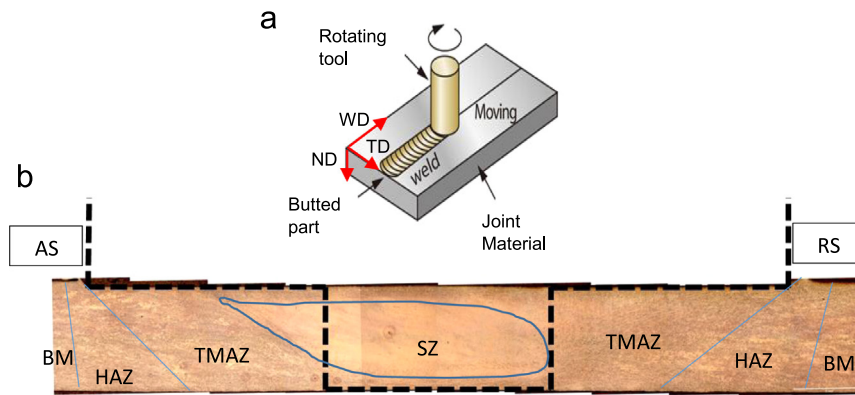 a
Rotating
tool
WD
Moving
TD
ND
weld
b
Butted
part
Joint
Material
AS
RS
BM
HAZ
TMAZ
SZ
TMAZ
HAZ
BM